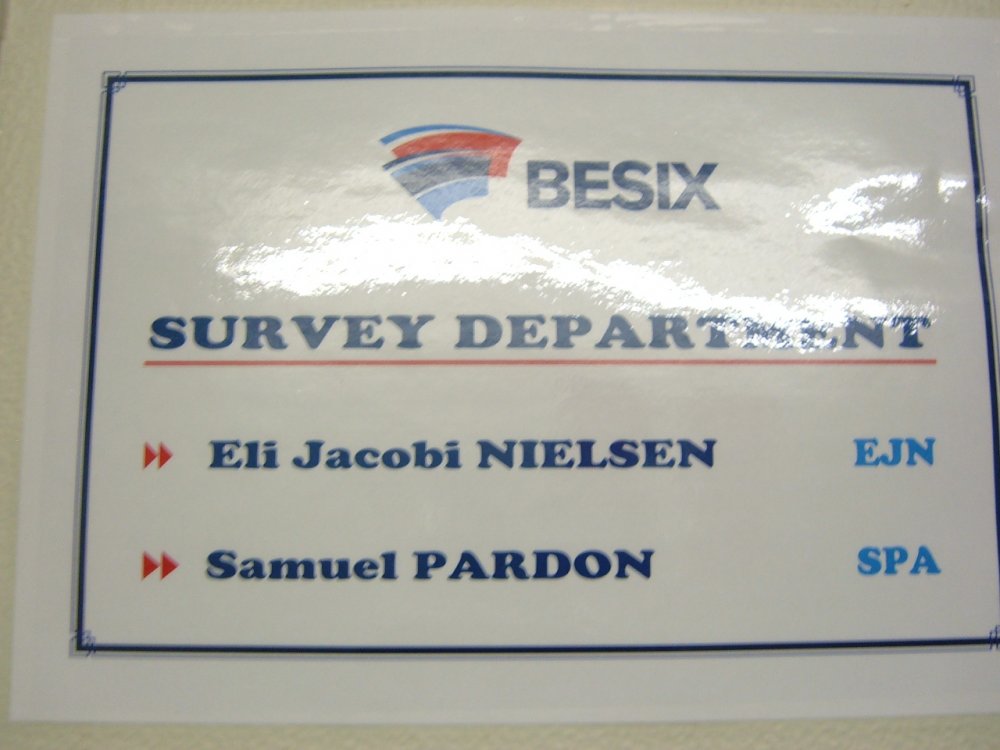 BESIX
SURVEY DEPARTMENT
Eli Jacobi NIELSEN EJN
Samuel PARDON SPA